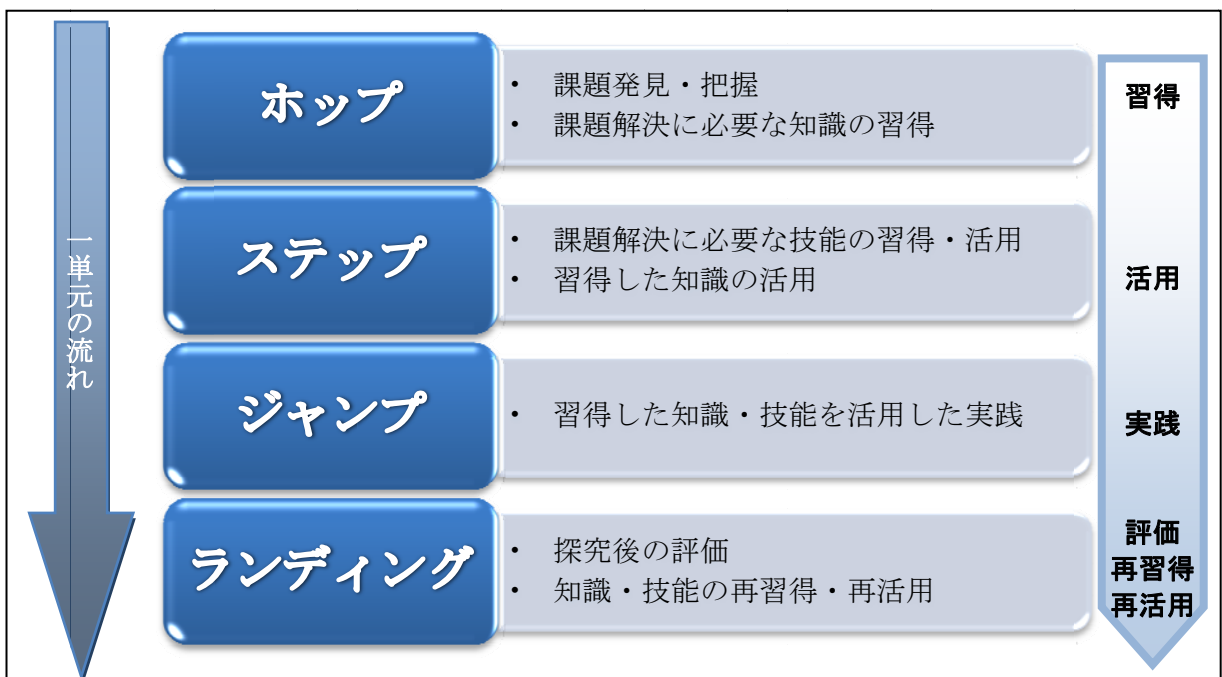 一単元の流れ
ホップ
・ 課題発見・把握
・ 課題解決に必要な知識の習得
習得
ステップ
・ 課題解決に必要な技能の習得・活用
・ 習得した知識の活用
活用
ジャンプ
・ 習得した知識・技能を活用した実践
実践
ランディング
・ 探究後の評価
・ 知識・技能の再習得・再活用
評価
再習得
再活用